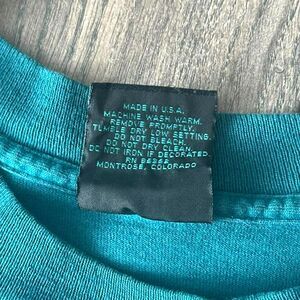 MADE IN U.S.A.
MACHINE WASH WARM.
REMOVE PROMPTLY.
TUMBLE DRY LOW SETTING.
DO NOT BLEACH.
DO NOT DRY CLEAN.
DO NOT IRON IF DECORATED.
RN
MONTROSE, COLORADO